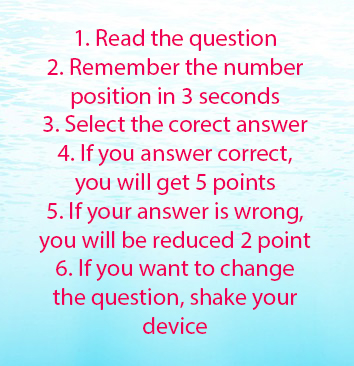 1. Read the question
2. Remember the number
position in 3 seconds
3. Select the corect answer
4. If you answer correct,
you will get 5 points
5. If your answer is wrong,
you will be reduced 2 point
6. If you want to change
the question, shake your
device